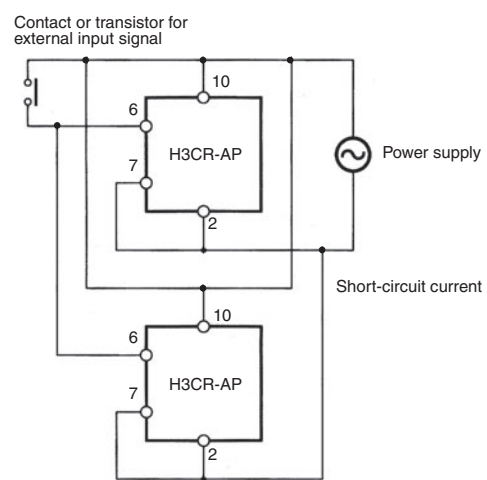 Contact or transistor for
external input signal
10
6
H3CR-AP
7
2
Power supply
Short-circuit current
10
6
H3CR-AP
7
2